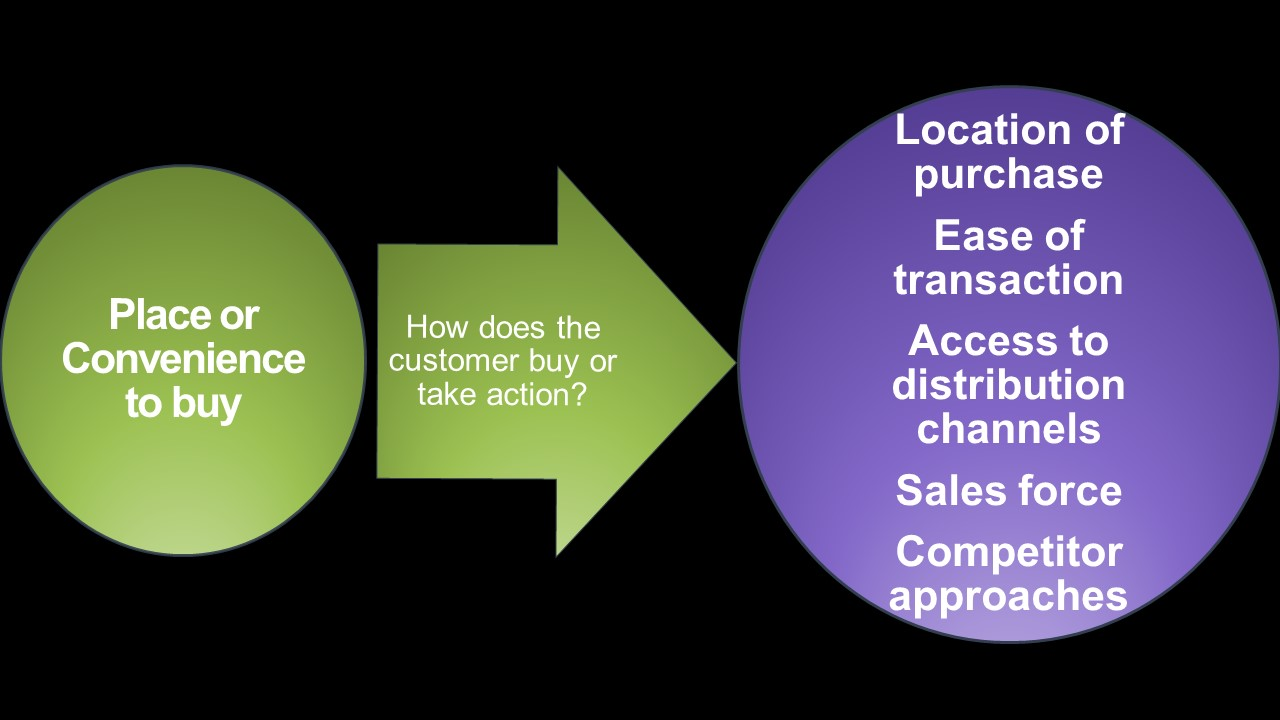 Place or
Convenience
to buy
How does the
customer buy or
take action?
Location of
purchase
Ease of
transaction
Access to
distribution
channels
Sales force
Competitor
approaches